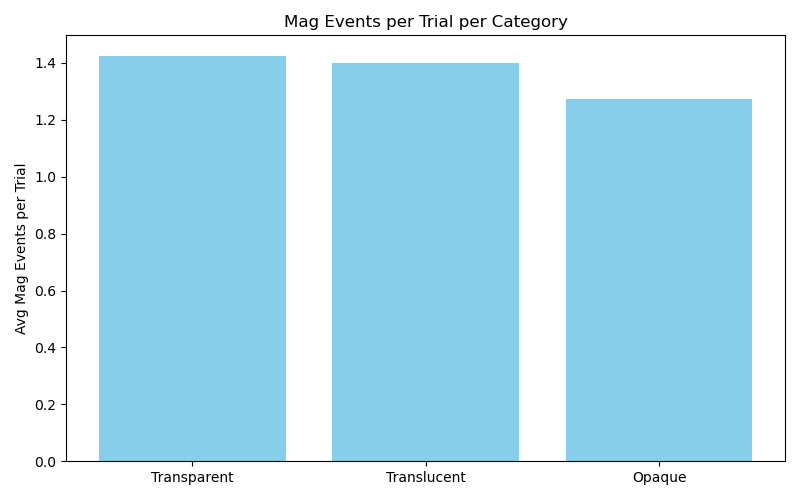 Mag Events per Trial per Category
Avg Mag Events per Trial
1.4
1.2
1.0
0.8
0.6
0.4
0.2
0.0
Transparent
Translucent
Opaque